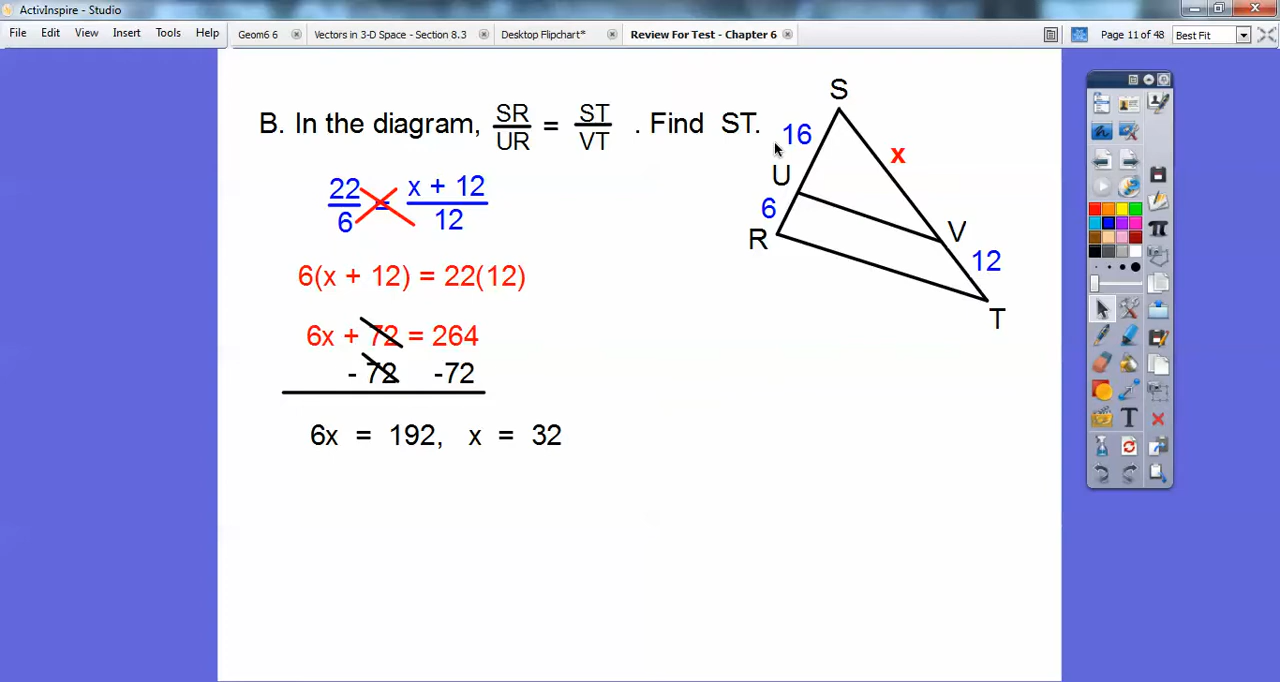 ActivInspire - Studio
File Edit View Insert Tools Help
Geom6 6 Vectors in 3-D Space - Section 8.3 Desktop Flipchart* Review For Test - Chapter 6 Page 11 of 48 Best Fit
B. In the diagram, SR/UR = ST/VT . Find ST.
22/6 = x + 12/12
6(x + 12) = 22(12)
6x + 72 = 264
- 72 -72
6x = 192, x = 32
S
16
x
U
6
R
V
12
T